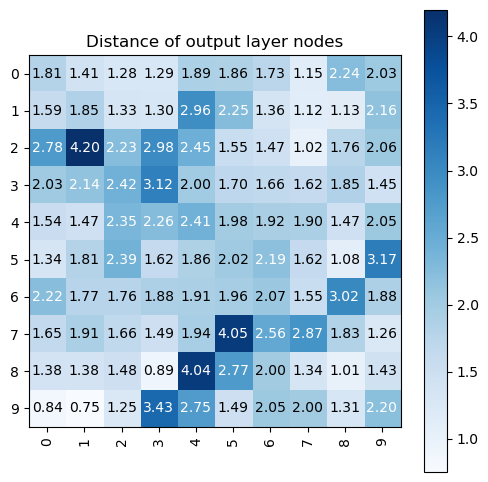 Distance of output layer nodes
0 1.81 1.41 1.28 1.29 1.89 1.86 1.73 1.15 2.24 2.03
1 1.59 1.85 1.33 1.30 2.96 2.25 1.36 1.12 1.13 2.16
2 2.78 4.20 2.23 2.98 2.45 1.55 1.47 1.02 1.76 2.06
3 2.03 2.14 2.42 3.12 2.00 1.70 1.66 1.62 1.85 1.45
4 1.54 1.47 2.35 2.26 2.41 1.98 1.92 1.90 1.47 2.05
5 1.34 1.81 2.39 1.62 1.86 2.02 2.19 1.62 1.08 3.17
6 2.22 1.77 1.76 1.88 1.91 1.96 2.07 1.55 3.02 1.88
7 1.65 1.91 1.66 1.49 1.94 4.05 2.56 2.87 1.83 1.26
8 1.38 1.38 1.48 0.89 4.04 2.77 2.00 1.34 1.01 1.43
9 0.84 0.75 1.25 3.43 2.75 1.49 2.05 2.00 1.31 2.20
0 1 2 3 4 5 6 7 8 9
4.0
3.5
3.0
2.5
2.0
1.5
1.0